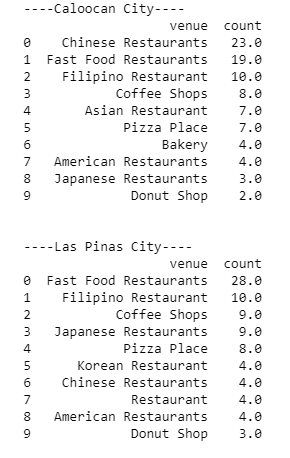 ----Caloocan City----
venue count
0 Chinese Restaurants 23.0
1 Fast Food Restaurants 19.0
2 Filipino Restaurant 10.0
3 Coffee Shops 8.0
4 Asian Restaurant 7.0
5 Pizza Place 7.0
6 Bakery 4.0
7 American Restaurants 4.0
8 Japanese Restaurants 3.0
9 Donut Shop 2.0
----Las Pinas City----
venue count
0 Fast Food Restaurants 28.0
1 Filipino Restaurant 10.0
2 Coffee Shops 9.0
3 Japanese Restaurants 9.0
4 Pizza Place 8.0
5 Korean Restaurant 4.0
6 Chinese Restaurants 4.0
7 Restaurant 4.0
8 American Restaurants 4.0
9 Donut Shop 3.0